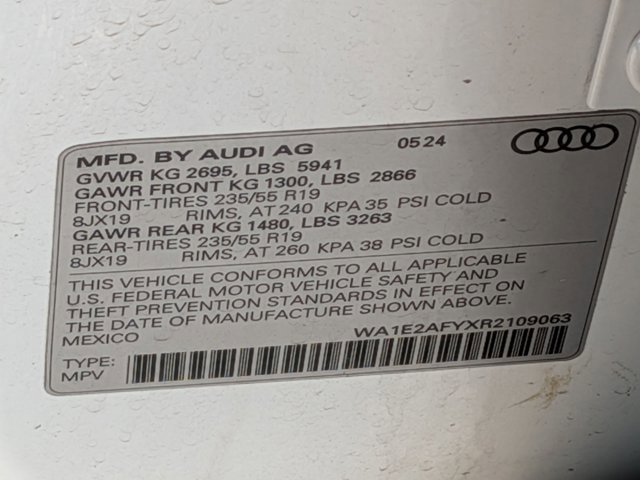 MFD. BY AUDI AG 0524
GVWR KG 2695, LBS 5941
GAWR FRONT KG 1300, LBS 2866
FRONT-TIRES 235/55 R19
8JX19 RIMS, AT 240 KPA 35 PSI COLD
GAWR REAR KG 1480, LBS 3263
REAR-TIRES 235/55 R19
8JX19 RIMS, AT 260 KPA 38 PSI COLD
THIS VEHICLE CONFORMS TO ALL APPLICABLE
U.S. FEDERAL MOTOR VEHICLE SAFETY AND
THEFT PREVENTION STANDARDS IN EFFECT ON
THE DATE OF MANUFACTURE SHOWN ABOVE.
MEXICO WA1E2AFYXR2109063
TYPE:
MPV